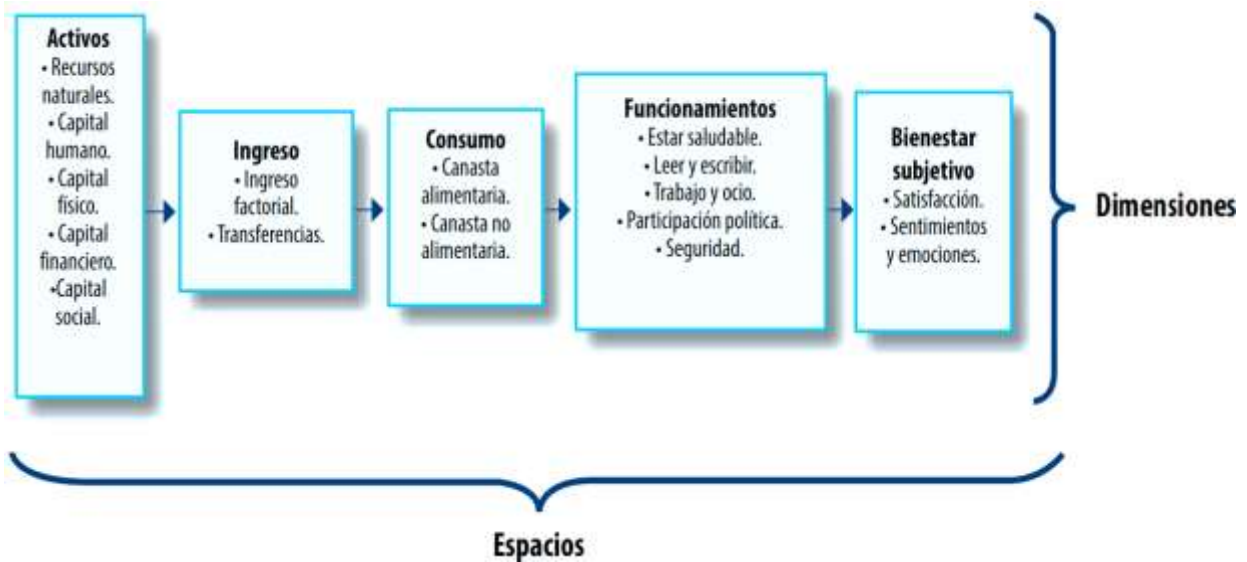 Activos
• Recursos
naturales.
• Capital
humano.
• Capital
físico.
• Capital
financiero.
•Capital
social.
Ingreso
• Ingreso
factorial.
• Transferencias.
Consumo
• Canasta
alimentaria.
• Canasta no
alimentaria.
Funcionamientos
• Estar saludable.
• Leer y escribir.
• Trabajo y ocio.
• Participación política.
• Seguridad.
Bienestar
subjetivo
• Satisfacción.
• Sentimientos
y emociones.
Dimensiones
Espacios